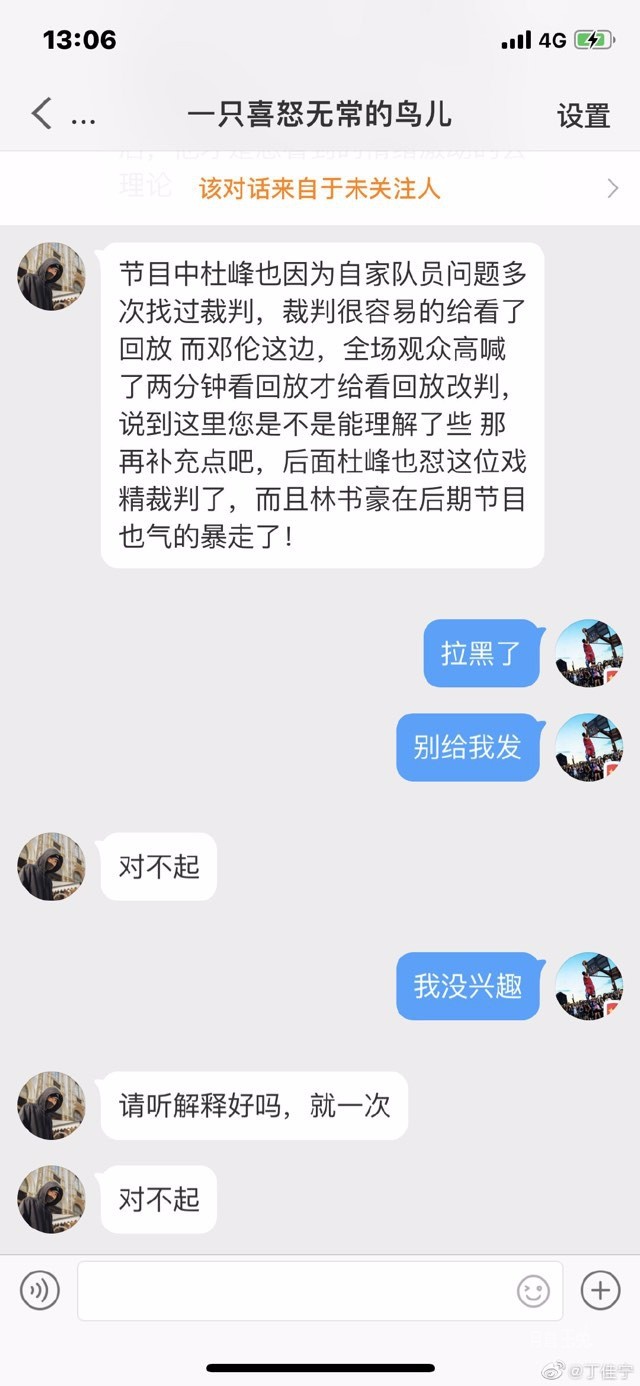 13:06
4G
...
一只喜怒无常的鸟儿
设置
理论
该对话来自于未关注人
节目中杜峰也因为自家队员问题多
次找过裁判，裁判很容易的给看了
回放 而邓伦这边，全场观众高喊
了两分钟看回放才给看回放改判，
说到这里您是不是能理解了些 那
再补充点吧，后面杜峰也怼这位戏
精裁判了，而且林书豪在后期节目
也气的暴走了！
拉黑了
别给我发
对不起
我没兴趣
请听解释好吗，就一次
对不起
@丁佳宁